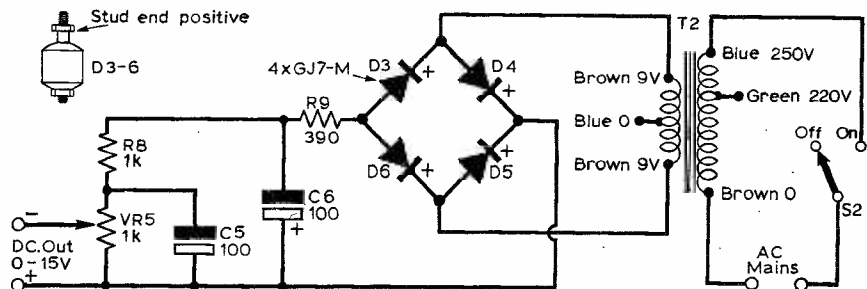 Stud end positive
D3-6
4xGJ7-M
D3
+
D4
+
R9
390
D6
+
D5
+
R8
1k
VR5
1k
C5
100
C6
100
+
−
DC.Out
0-15V
+
T2
Brown 9V
Blue 0
Brown 9V
Blue 250V
Green 220V
Brown 0
Off
On
S2
AC
Mains